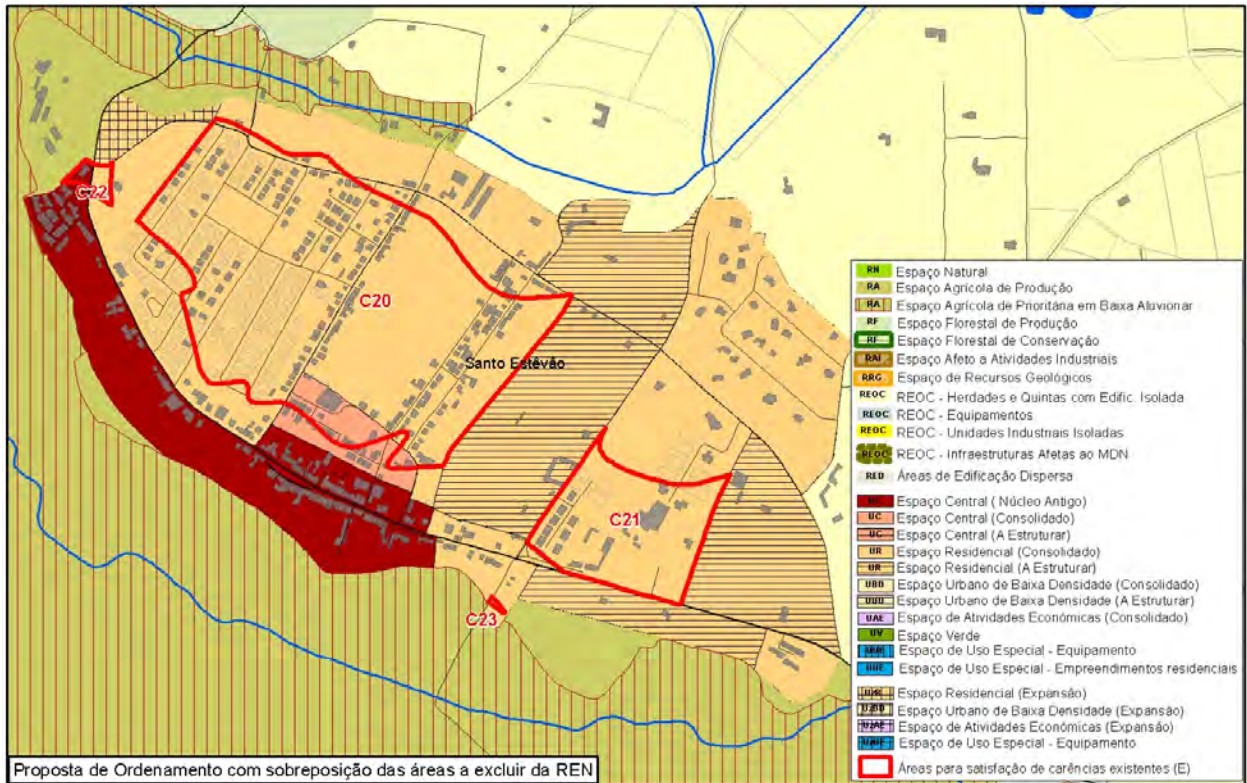 C22
C20
Santo Estêvão
C21
C23
RN Espaço Natural
RA Espaço Agrícola de Produção
RA Espaço Agrícola de Prioritária em Baixa Aluvionar
RF Espaço Florestal de Produção
RF Espaço Florestal de Conservação
RAI Espaço Afeto a Atividades Industriais
RRG Espaço de Recursos Geológicos
REOC REOC - Herdades e Quintas com Edific. Isolada
REOC REOC - Equipamentos
REOC REOC - Unidades Industriais Isoladas
REOC REOC - Infraestruturas Afetas ao MDN
RED Áreas de Edificação Dispersa
UC Espaço Central ( Núcleo Antigo)
UC Espaço Central (Consolidado)
UC Espaço Central (A Estruturar)
UR Espaço Residencial (Consolidado)
UR Espaço Residencial (A Estruturar)
UBD Espaço Urbano de Baixa Densidade (Consolidado)
UBD Espaço Urbano de Baixa Densidade (A Estruturar)
UAE Espaço de Atividades Económicas (Consolidado)
UV Espaço Verde
Espaço de Uso Especial - Equipamento
UUE Espaço de Uso Especial - Empreendimentos residenciais
Espaço Residencial (Expansão)
Espaço Urbano de Baixa Densidade (Expansão)
Espaço de Atividades Económicas (Expansão)
Espaço de Uso Especial - Equipamento
Áreas para satisfação de carências existentes (E)
Proposta de Ordenamento com sobreposição das áreas a excluir da REN